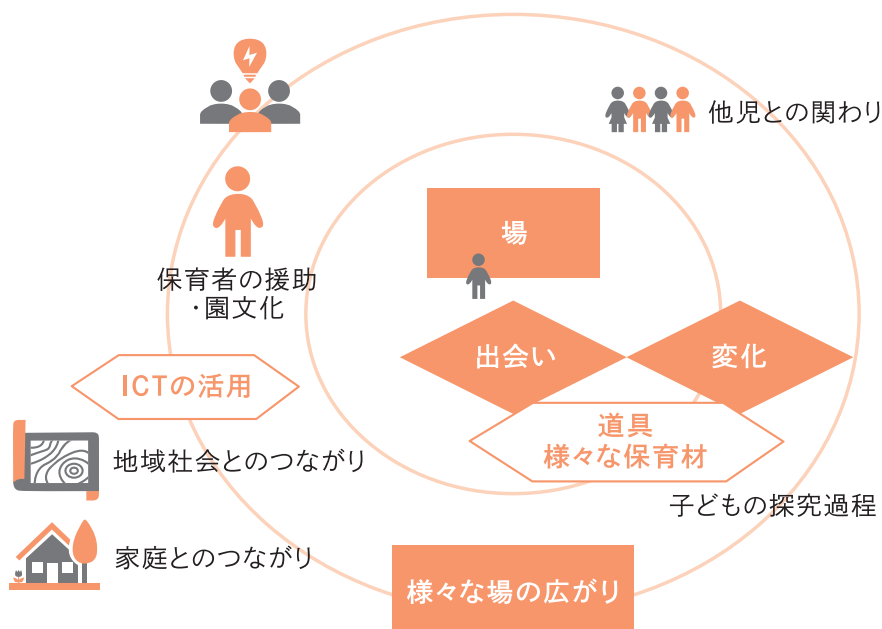 他児との関わり
場
保育者の援助
・園文化
出会い
変化
ICTの活用
道具
様々な保育材
地域社会とのつながり
子どもの探究過程
家庭とのつながり
様々な場の広がり